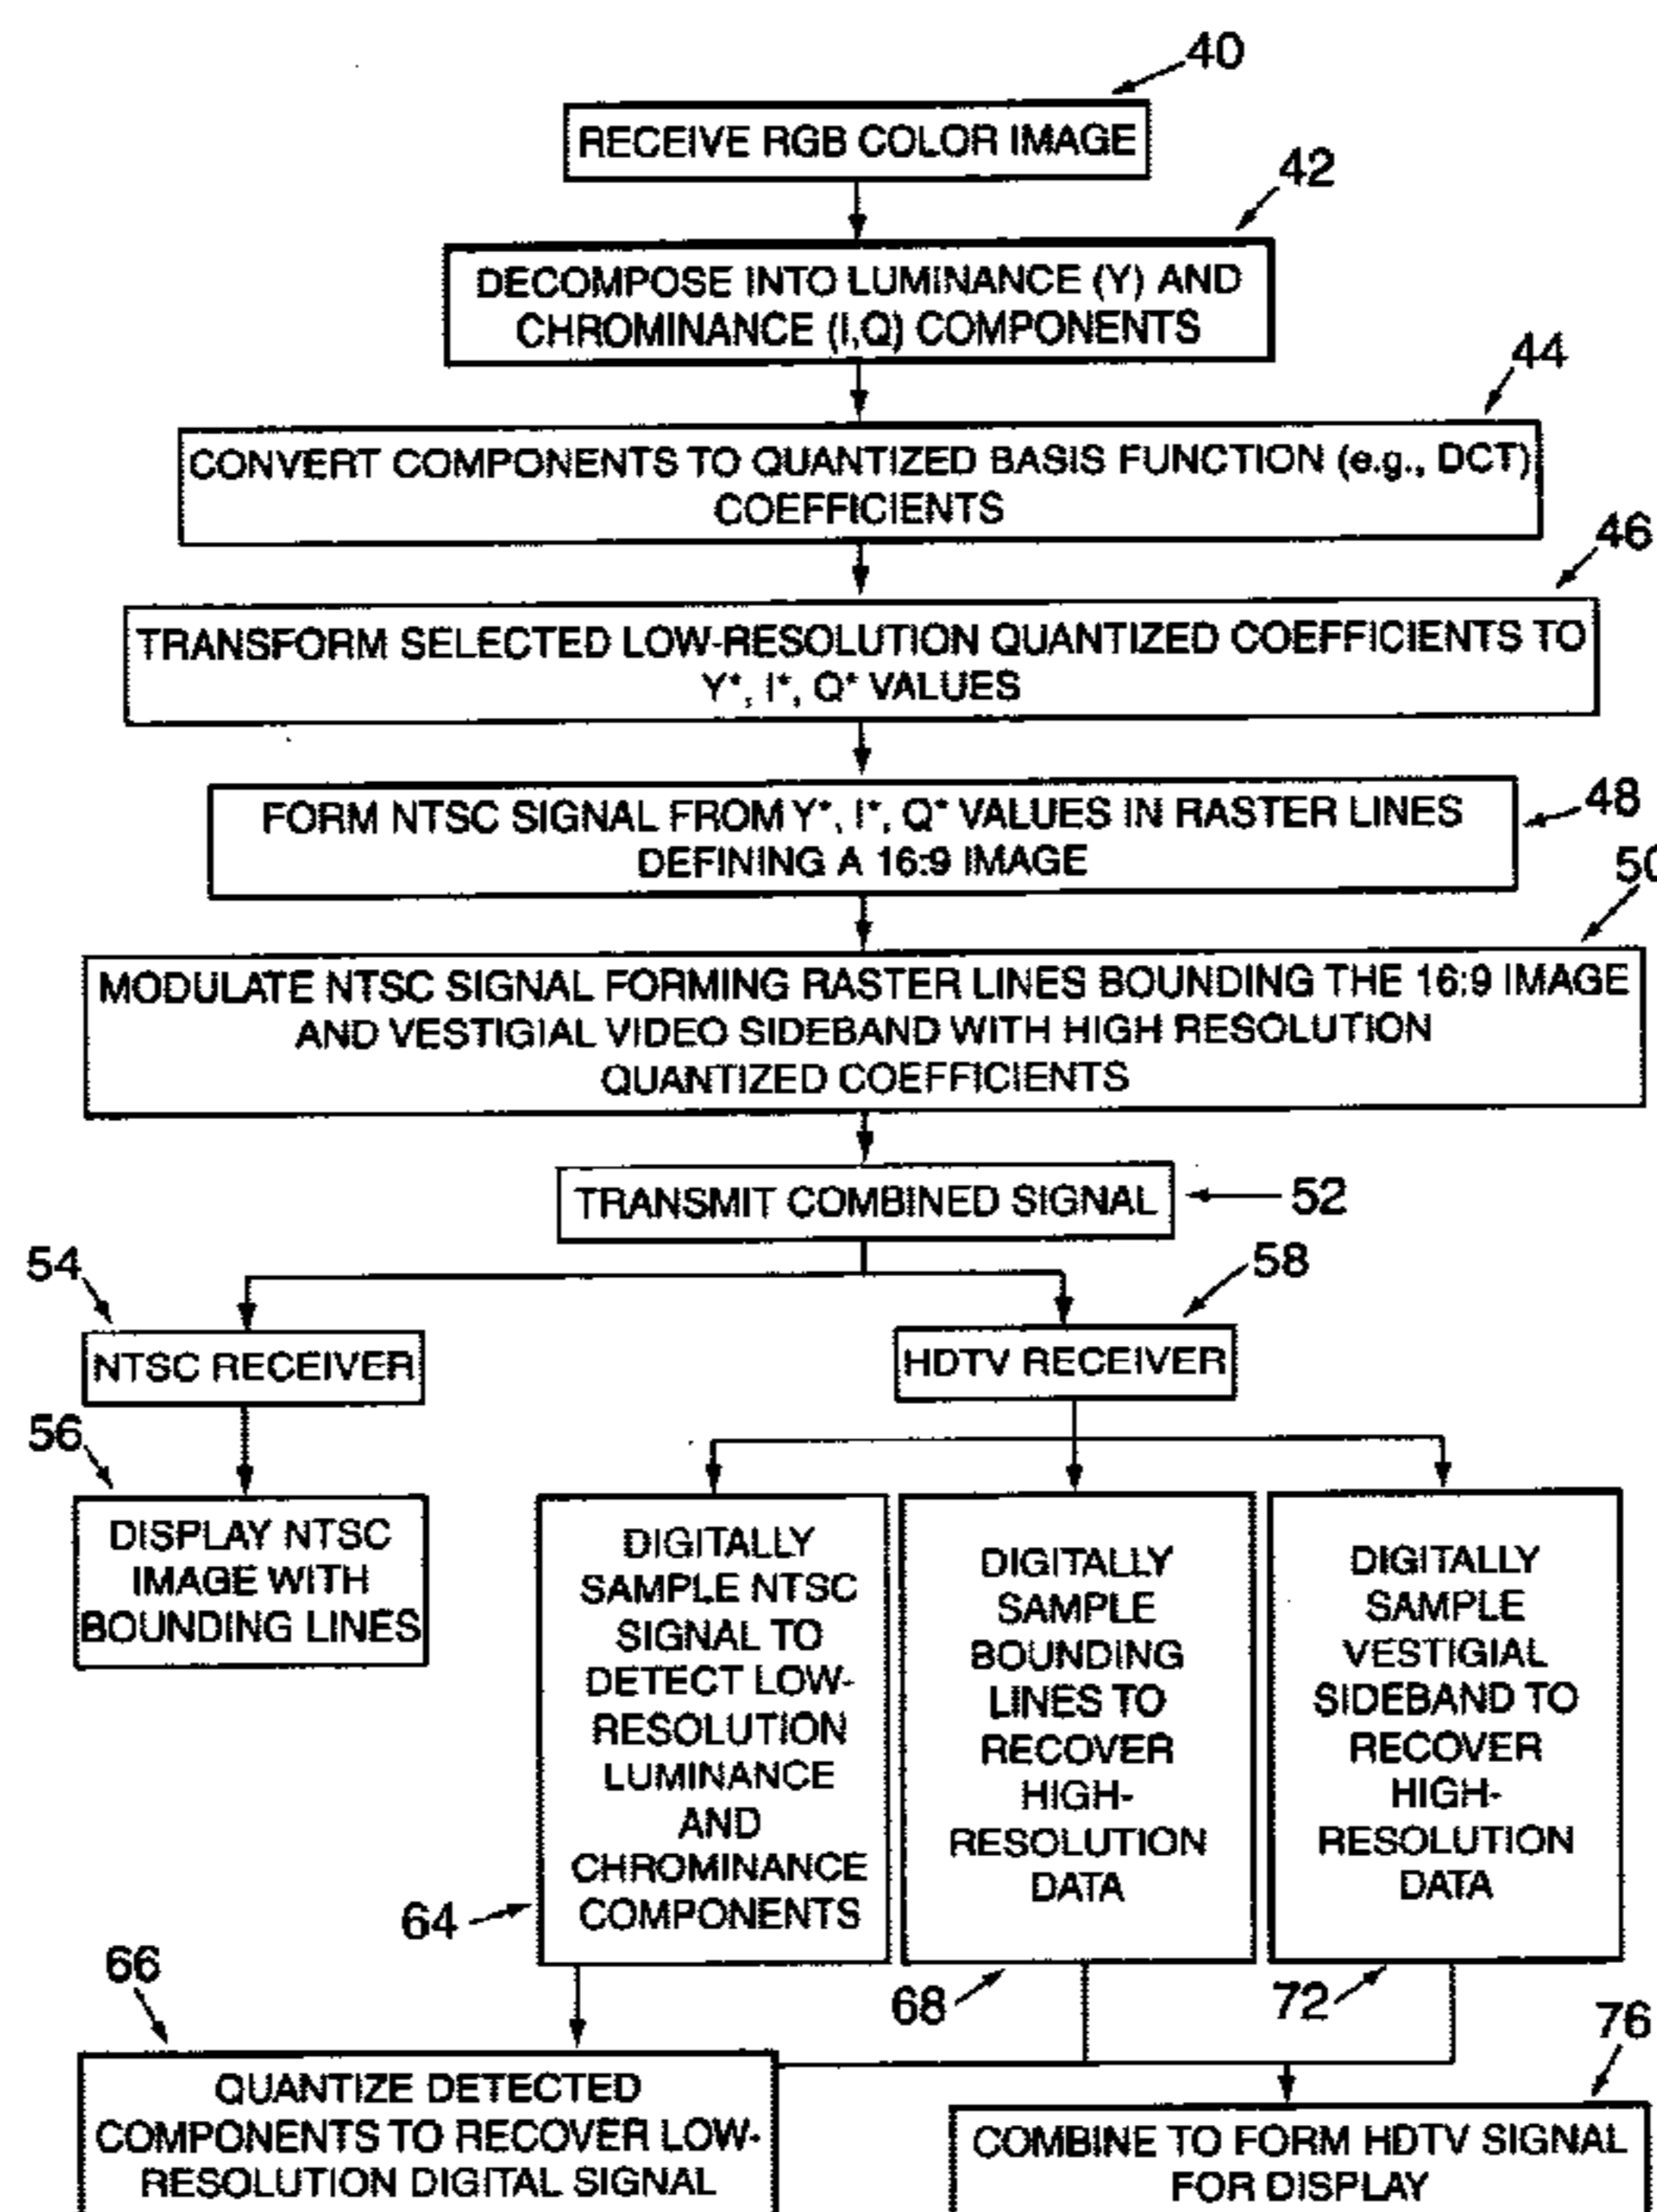 40
RECEIVE RGB COLOR IMAGE
42
DECOMPOSE INTO LUMINANCE (Y) AND
CHROMINANCE (I,Q) COMPONENTS
44
CONVERT COMPONENTS TO QUANTIZED BASIS FUNCTION (e.g., DCT)
COEFFICIENTS
46
TRANSFORM SELECTED LOW-RESOLUTION QUANTIZED COEFFICIENTS TO
Y*, I*, Q* VALUES
48
FORM NTSC SIGNAL FROM Y*, I*, Q* VALUES IN RASTER LINES
DEFINING A 16:9 IMAGE
50
MODULATE NTSC SIGNAL FORMING RASTER LINES BOUNDING THE 16:9 IMAGE
AND VESTIGIAL VIDEO SIDEBAND WITH HIGH RESOLUTION
QUANTIZED COEFFICIENTS
TRANSMIT COMBINED SIGNAL
52
54
NTSC RECEIVER
58
HDTV RECEIVER
56
DISPLAY NTSC
IMAGE WITH
BOUNDING LINES
DIGITALLY
SAMPLE NTSC
SIGNAL TO
DETECT LOW-
RESOLUTION
LUMINANCE
AND
CHROMINANCE
COMPONENTS
64
DIGITALLY
SAMPLE
BOUNDING
LINES TO
RECOVER
HIGH-
RESOLUTION
DATA
68
DIGITALLY
SAMPLE
VESTIGIAL
SIDEBAND TO
RECOVER
HIGH-
RESOLUTION
DATA
72
66
QUANTIZE DETECTED
COMPONENTS TO RECOVER LOW-
RESOLUTION DIGITAL SIGNAL
76
COMBINE TO FORM HDTV SIGNAL
FOR DISPLAY